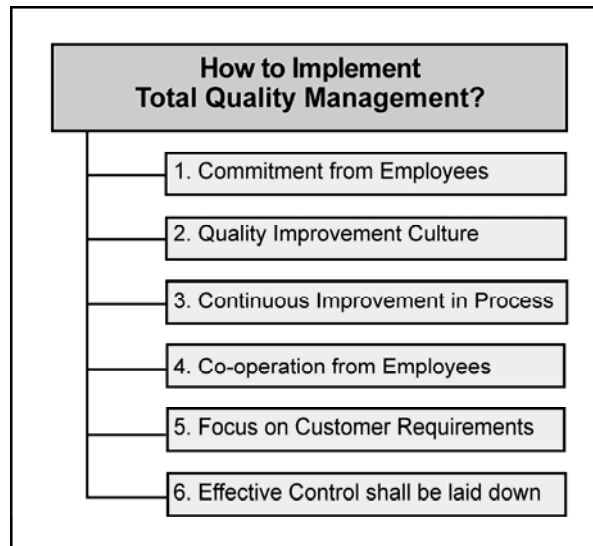 How to Implement
Total Quality Management?
1. Commitment from Employees
2. Quality Improvement Culture
3. Continuous Improvement in Process
4. Co-operation from Employees
5. Focus on Customer Requirements
6. Effective Control shall be laid down